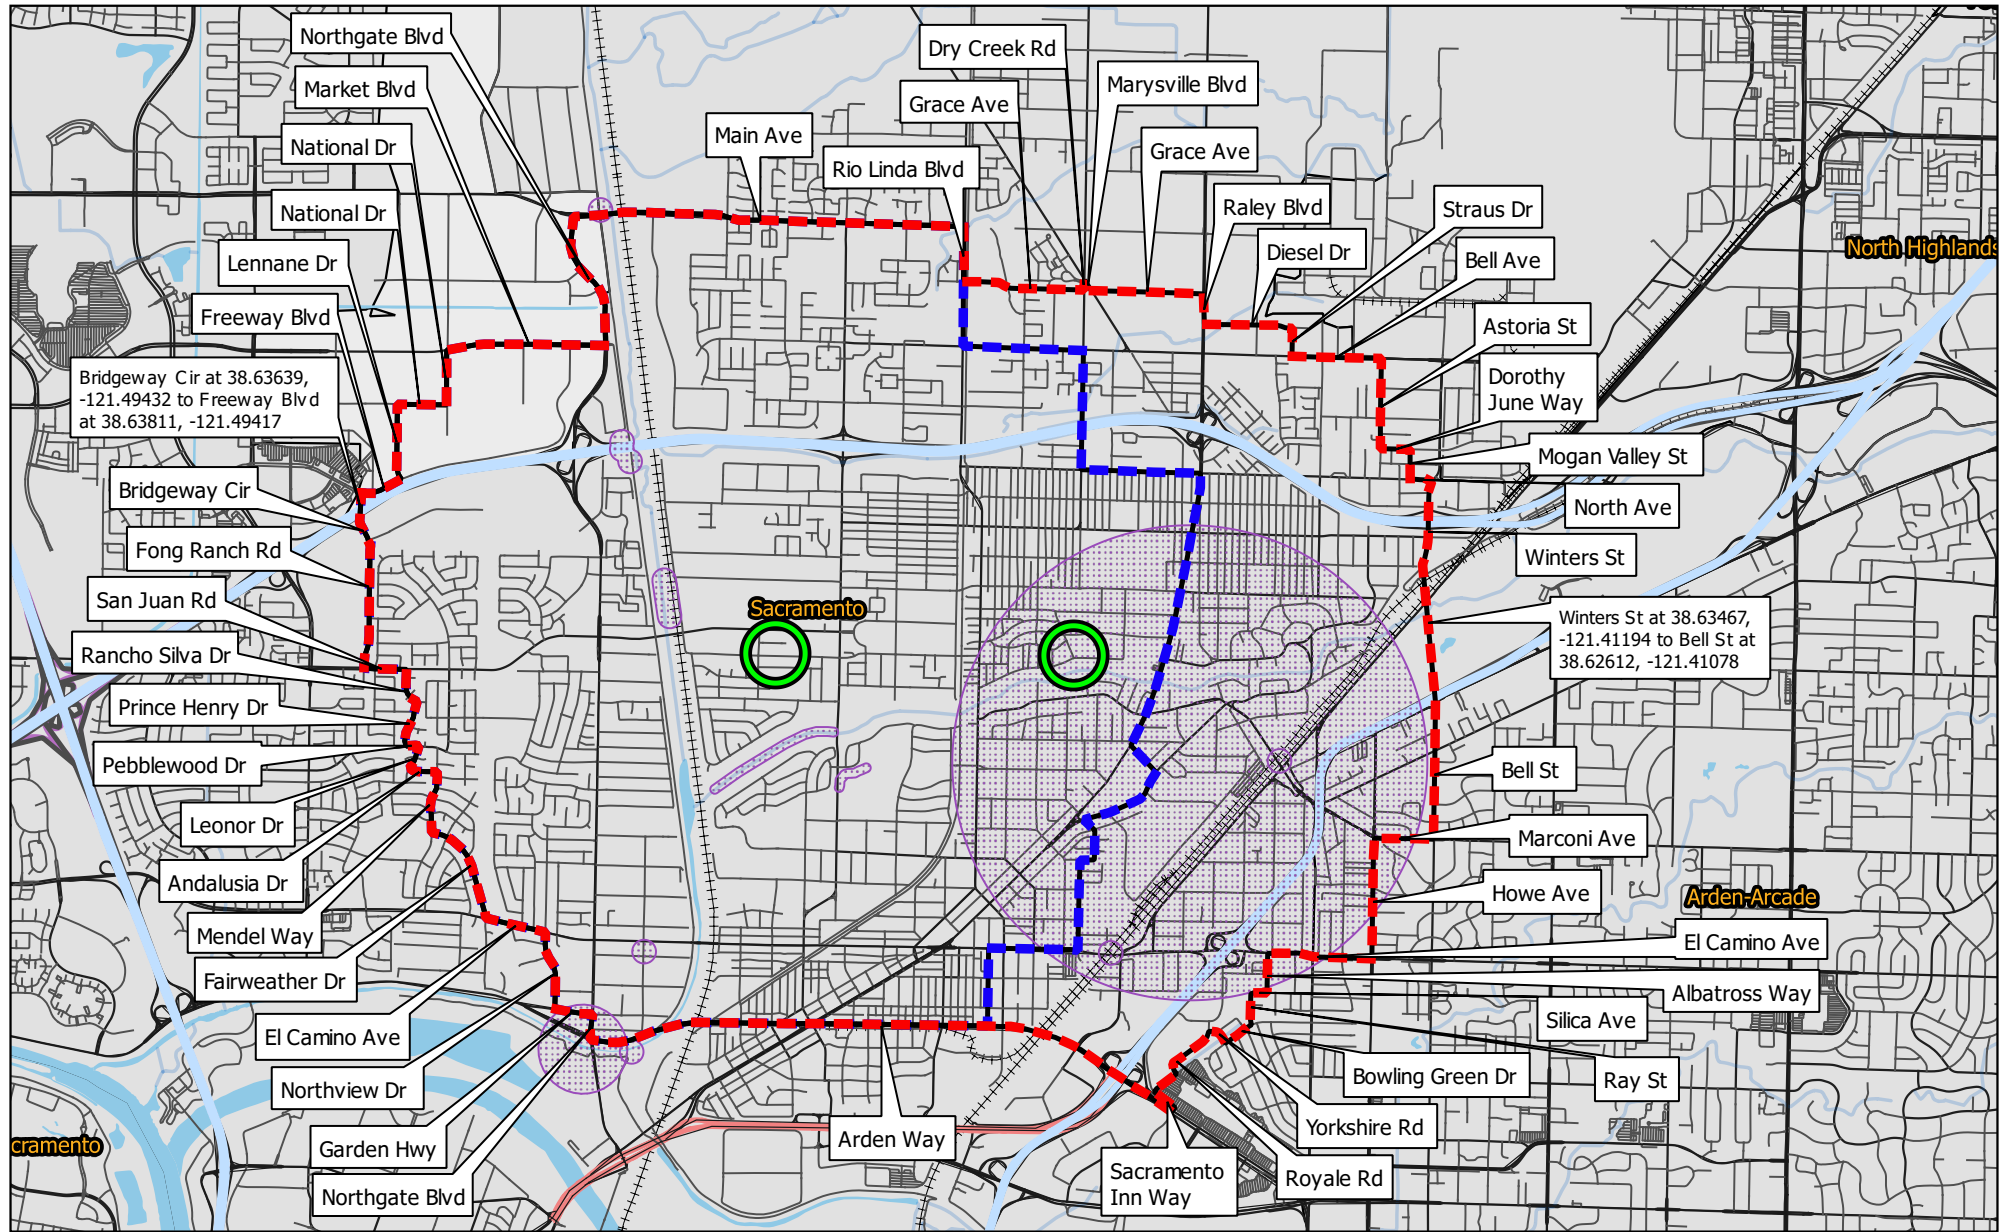 Northgate Blvd
Market Blvd
National Dr
National Dr
Lennane Dr
Freeway Blvd
Bridgeway Cir at 38.63639,
-121.49432 to Freeway Blvd
at 38.63811, -121.49417
Bridgeway Cir
Fong Ranch Rd
San Juan Rd
Rancho Silva Dr
Prince Henry Dr
Pebblewood Dr
Leonor Dr
Andalusia Dr
Mendel Way
Fairweather Dr
El Camino Ave
Northview Dr
Garden Hwy
Northgate Blvd
cramento
Main Ave
Rio Linda Blvd
Grace Ave
Dry Creek Rd
Marysville Blvd
Grace Ave
Raley Blvd
Diesel Dr
Straus Dr
Bell Ave
Astoria St
Dorothy
June Way
Mogan Valley St
North Ave
Winters St
Winters St at 38.63467,
-121.41194 to Bell St at
38.62612, -121.41078
Bell St
Marconi Ave
Howe Ave
El Camino Ave
Albatross Way
Silica Ave
Ray St
Bowling Green Dr
Yorkshire Rd
Royale Rd
Sacramento
Inn Way
Arden Way
Sacramento
North Highlands
Arden-Arcade